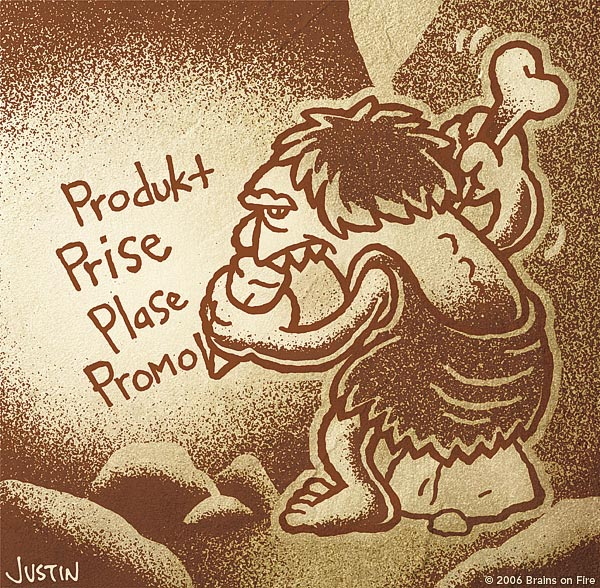 Produkt
Prise
Plase
Promo
JUSTIN
© 2006 Brains on Fire